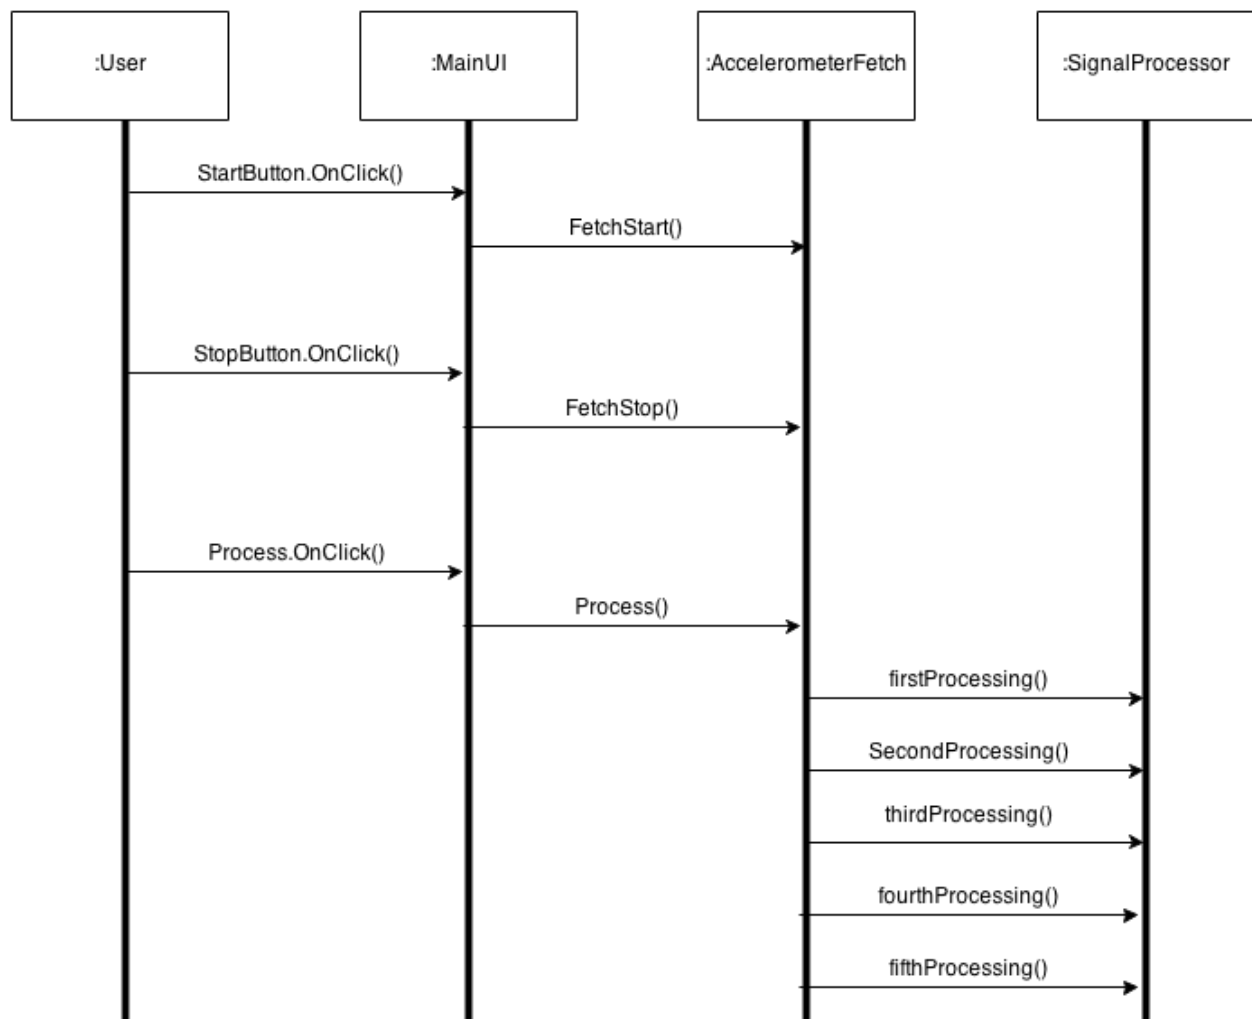 :User
:MainUI
:AccelerometerFetch
:SignalProcessor
StartButton.OnClick()
FetchStart()
StopButton.OnClick()
FetchStop()
Process.OnClick()
Process()
firstProcessing()
SecondProcessing()
thirdProcessing()
fourthProcessing()
fifthProcessing()